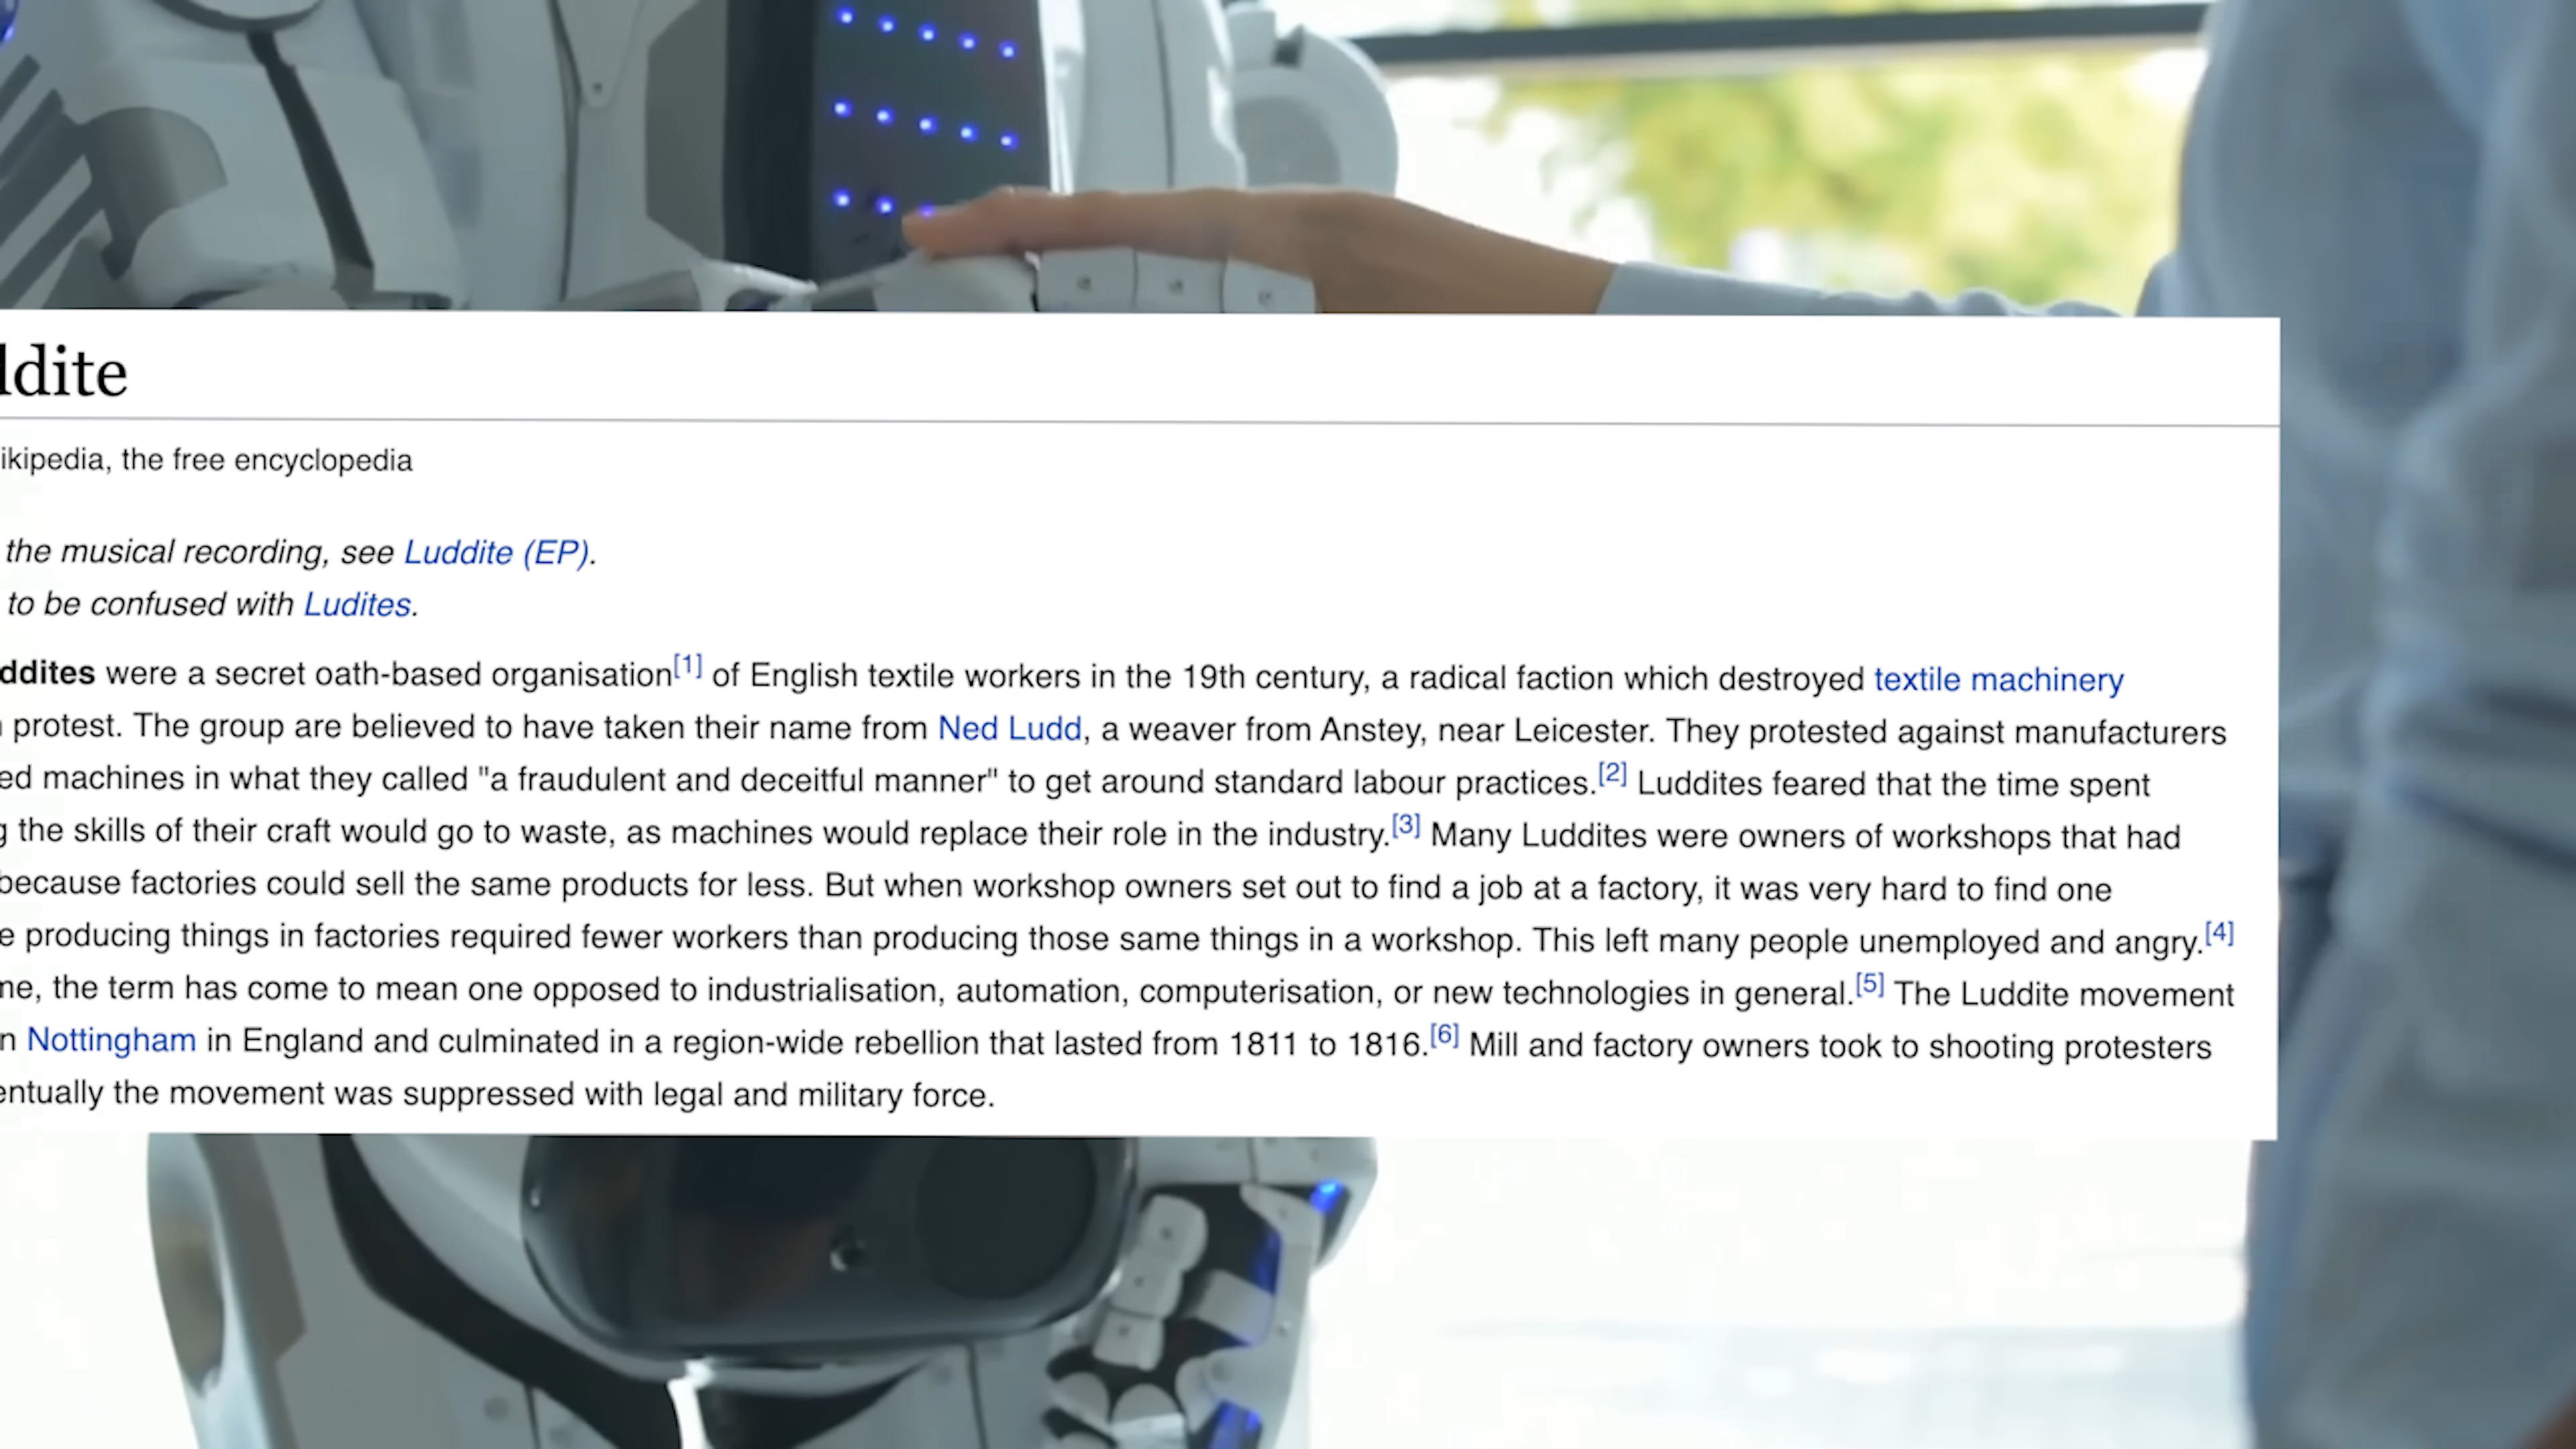 ddite
ikipedia, the free encyclopedia
the musical recording, see Luddite (EP).
to be confused with Ludites.
ddites were a secret oath-based organisation[1] of English textile workers in the 19th century, a radical faction which destroyed textile machinery
protest. The group are believed to have taken their name from Ned Ludd, a weaver from Anstey, near Leicester. They protested against manufacturers
ed machines in what they called "a fraudulent and deceitful manner" to get around standard labour practices.[2] Luddites feared that the time spent
g the skills of their craft would go to waste, as machines would replace their role in the industry.[3] Many Luddites were owners of workshops that had
because factories could sell the same products for less. But when workshop owners set out to find a job at a factory, it was very hard to find one
e producing things in factories required fewer workers than producing those same things in a workshop. This left many people unemployed and angry.[4]
me, the term has come to mean one opposed to industrialisation, automation, computerisation, or new technologies in general.[5] The Luddite movement
n Nottingham in England and culminated in a region-wide rebellion that lasted from 1811 to 1816.[6] Mill and factory owners took to shooting protesters
entually the movement was suppressed with legal and military force.